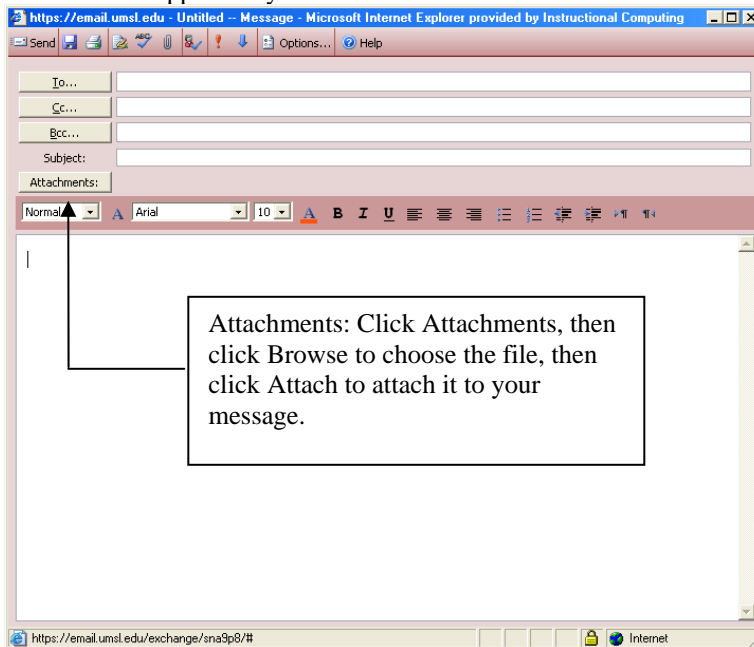 https://email.umsl.edu - Untitled -- Message - Microsoft Internet Explorer provided by Instructional Computing
Send Options... Help
To...
Cc...
Bcc...
Subject:
Attachments:
Normal A Arial 10 A B I U
Attachments: Click Attachments, then
click Browse to choose the file, then
click Attach to attach it to your
message.
https://email.umsl.edu/exchange/sna9p8/# Internet